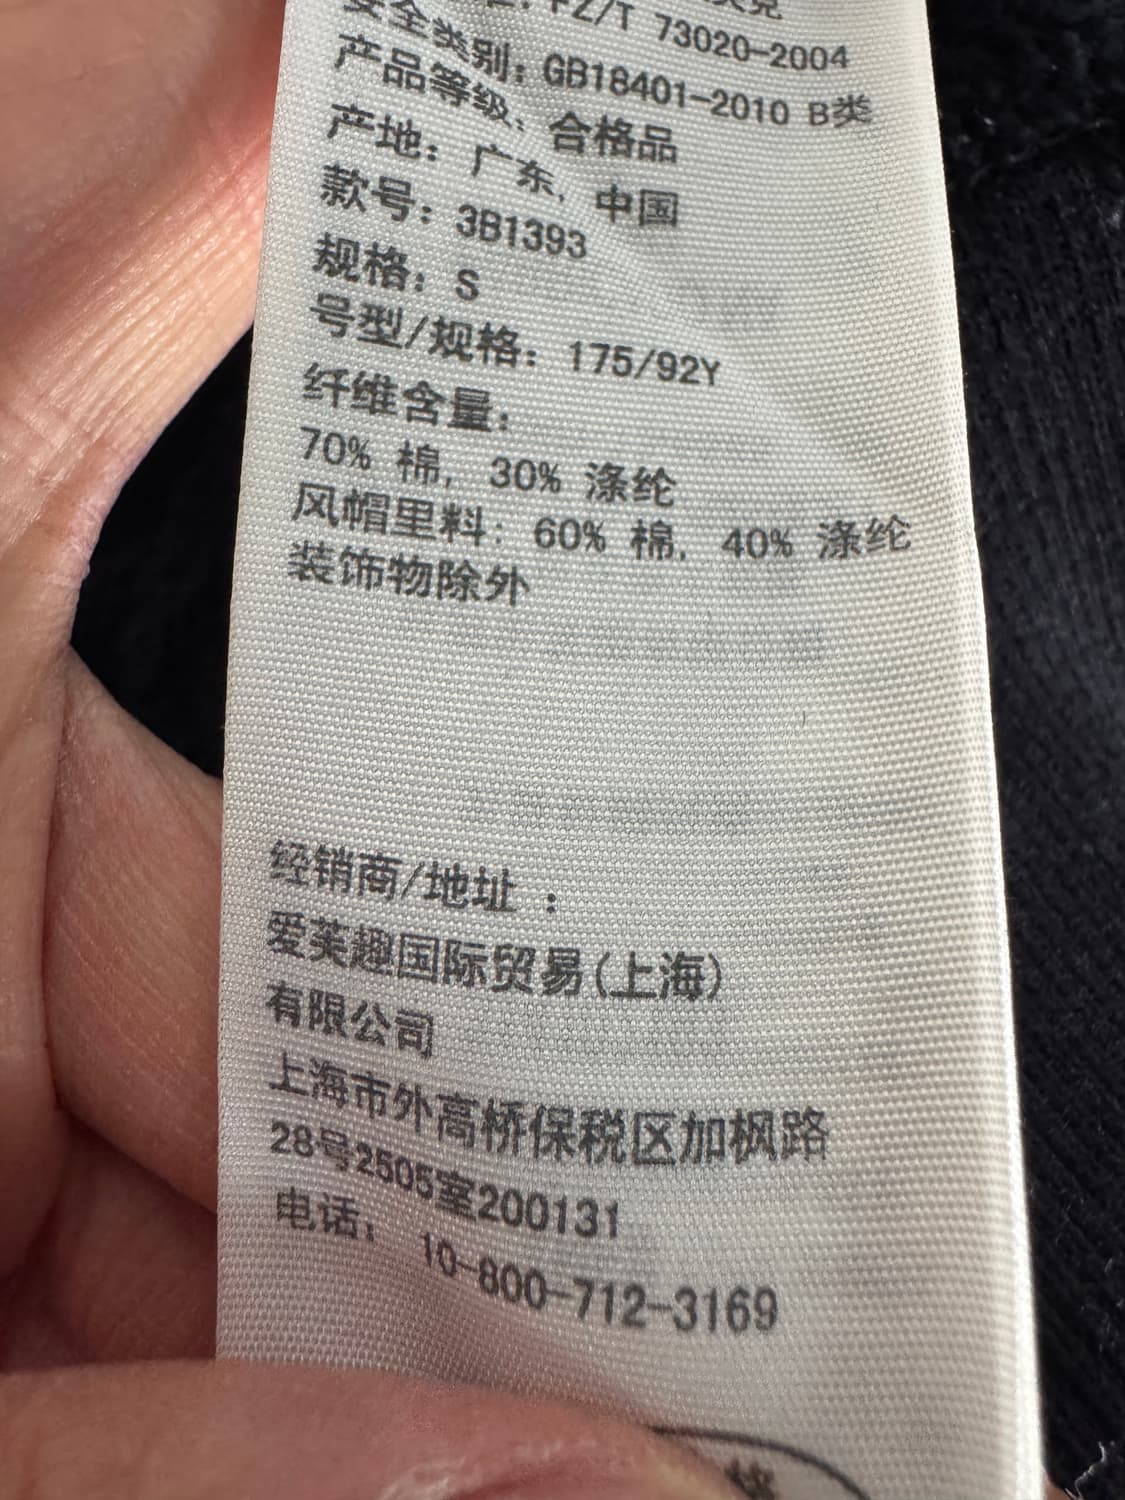 FZ/T 73020-2004
安全类别: GB18401-2010 B类
产品等级: 合格品
产地: 广东, 中国
款号: 3B1393
规格: S
号型/规格: 175/92Y
纤维含量:
70% 棉, 30% 涤纶
风帽里料: 60% 棉, 40% 涤纶
装饰物除外
经销商/地址 :
爱芙趣国际贸易(上海)
有限公司
上海市外高桥保税区加枫路
28号2505室200131
电话: 10-800-712-3169
格